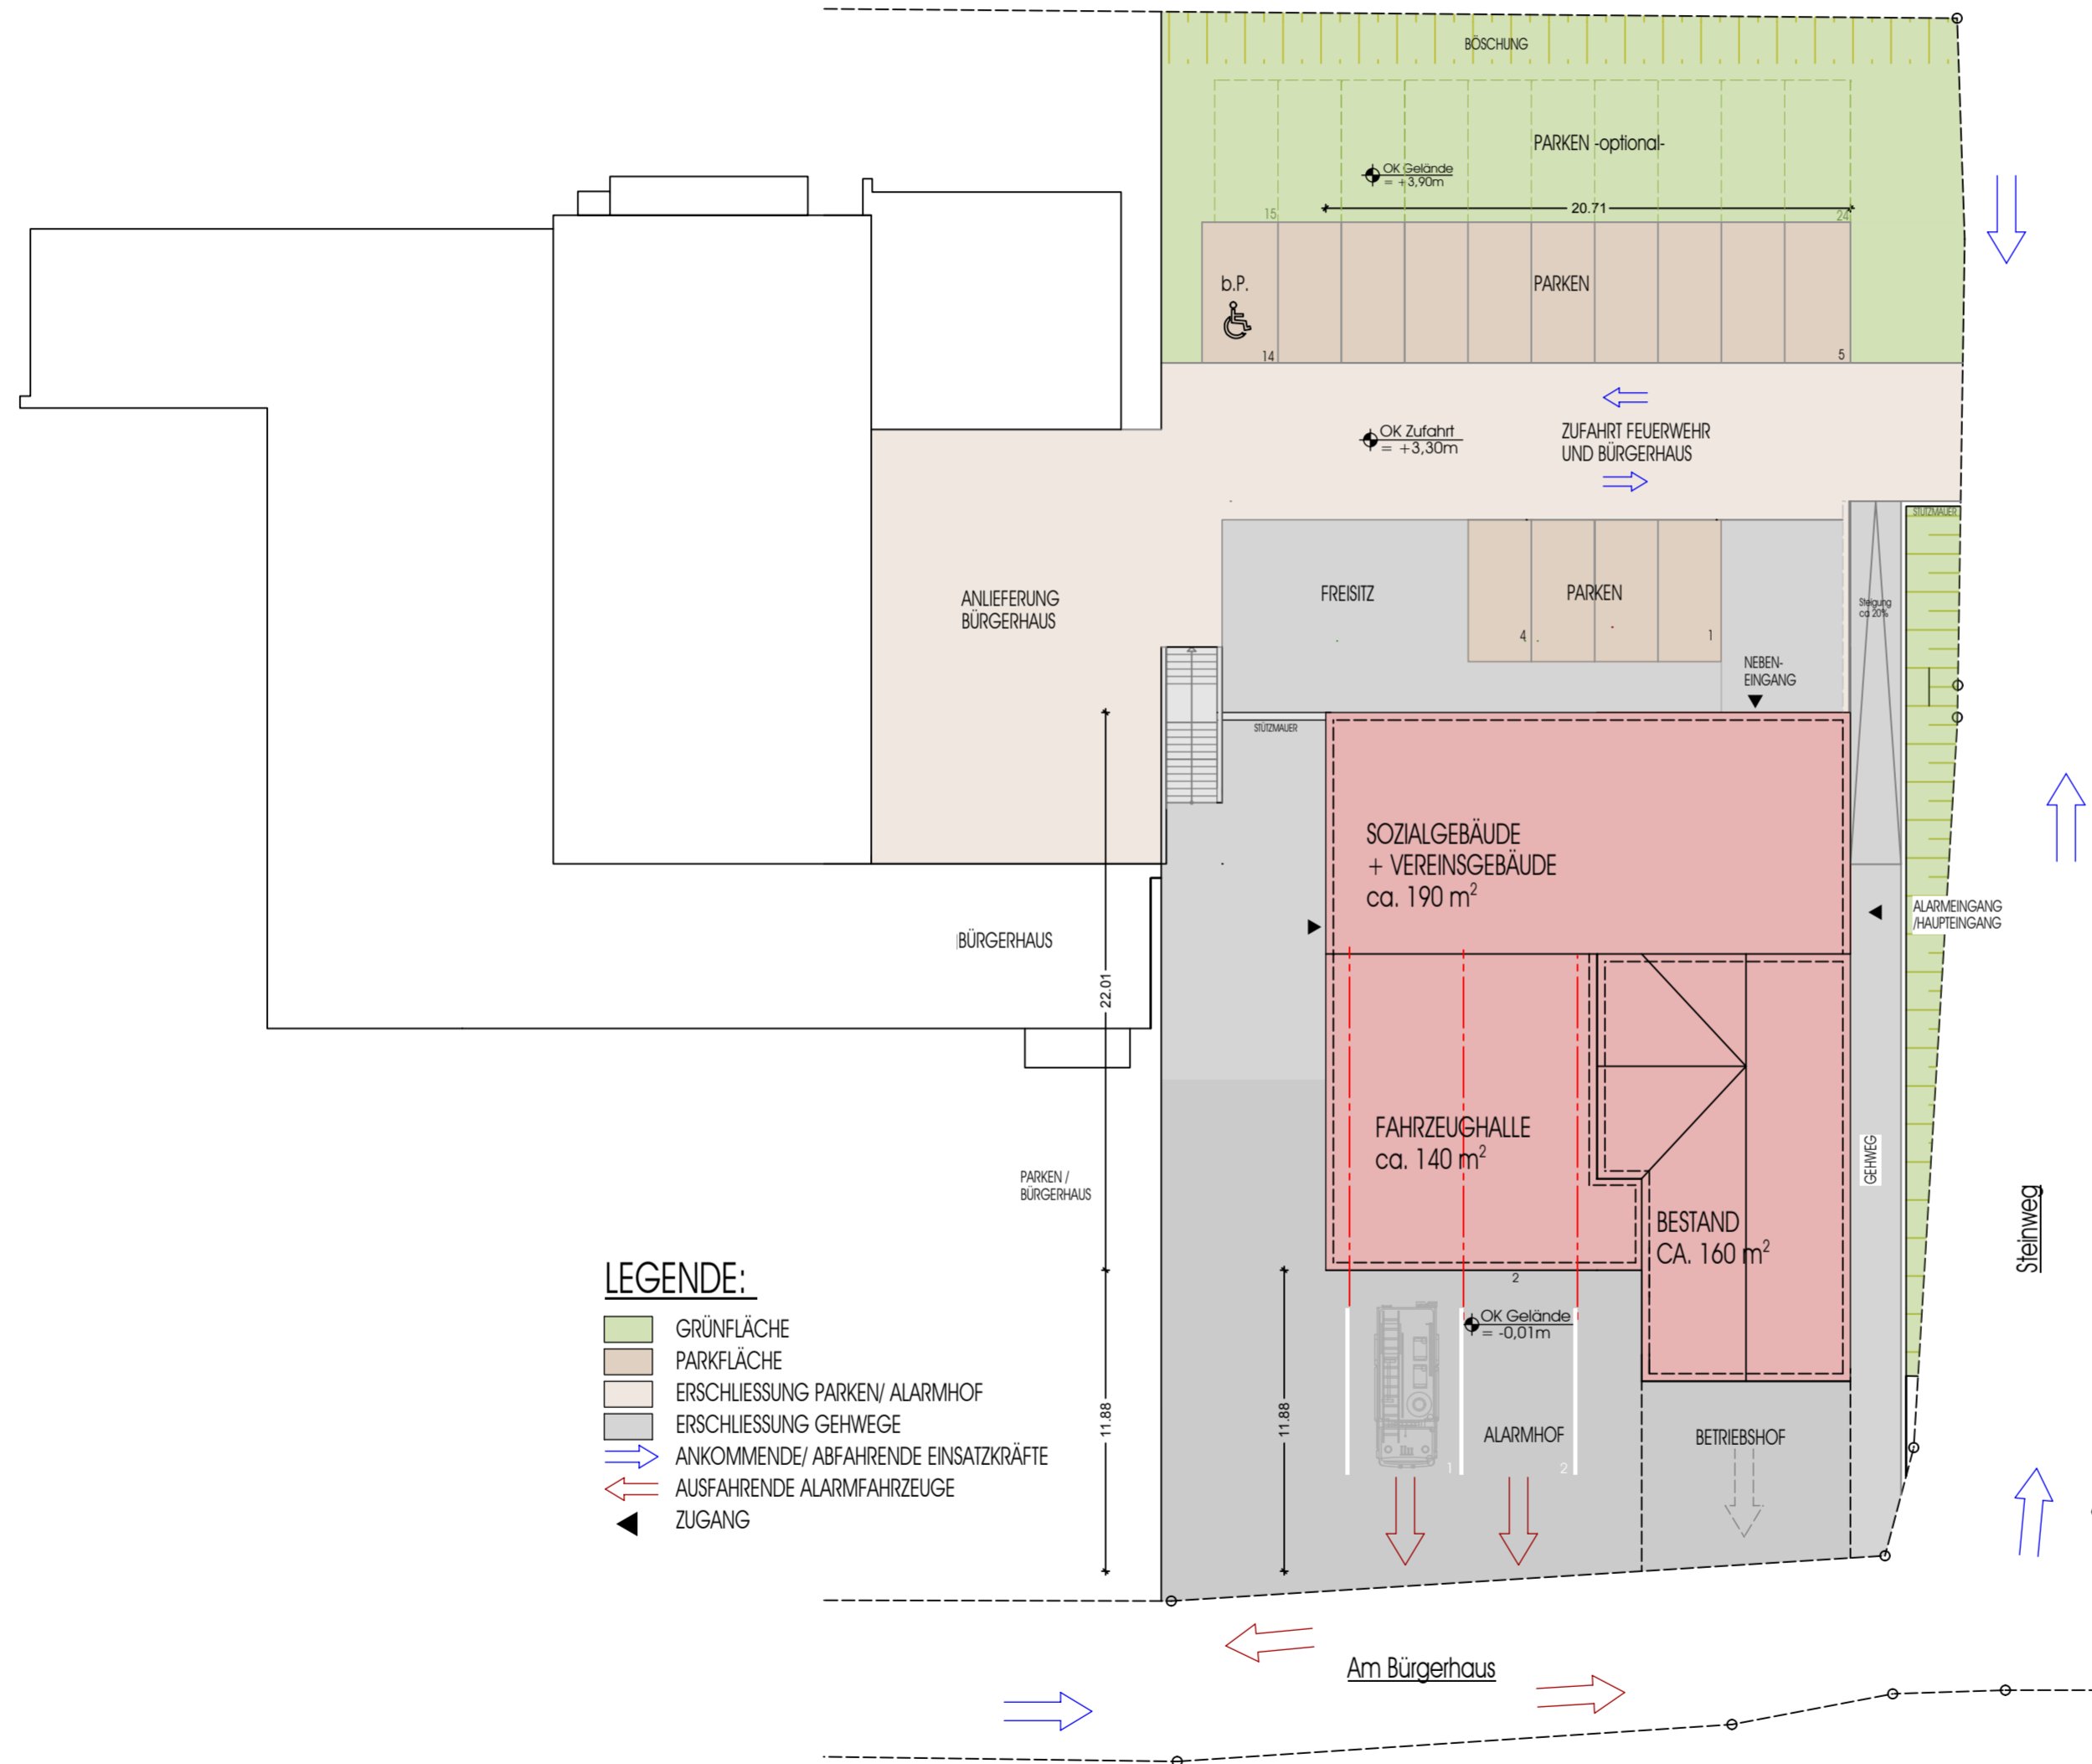 BÖSCHUNG
PARKEN -optional-
OK Gelände
= +3,90m
20.71
15
24
b.P.
PARKEN
14
5
OK Zufahrt
= +3,30m
ZUFAHRT FEUERWEHR
UND BÜRGERHAUS
STÜTZMAUER
ANLIEFERUNG
BÜRGERHAUS
FREISITZ
PARKEN
4
1
Steigung
ca 20%
NEBEN-
EINGANG
STÜTZMAUER
SOZIALGEBÄUDE
+ VEREINSGEBÄUDE
ca. 190 m²
ALARMEINGANG
/HAUPTEINGANG
BÜRGERHAUS
22.01
FAHRZEUGHALLE
ca. 140 m²
GEHWEG
PARKEN /
BÜRGERHAUS
BESTAND
CA. 160 m²
Steinweg
2
OK Gelände
= -0,01m
11.88
11.88
ALARMHOF
1
2
BETRIEBSHOF
LEGENDE:
GRÜNFLÄCHE
PARKFLÄCHE
ERSCHLIESSUNG PARKEN/ ALARMHOF
ERSCHLIESSUNG GEHWEGE
ANKOMMENDE/ ABFAHRENDE EINSATZKRÄFTE
AUSFAHRENDE ALARMFAHRZEUGE
ZUGANG
Am Bürgerhaus